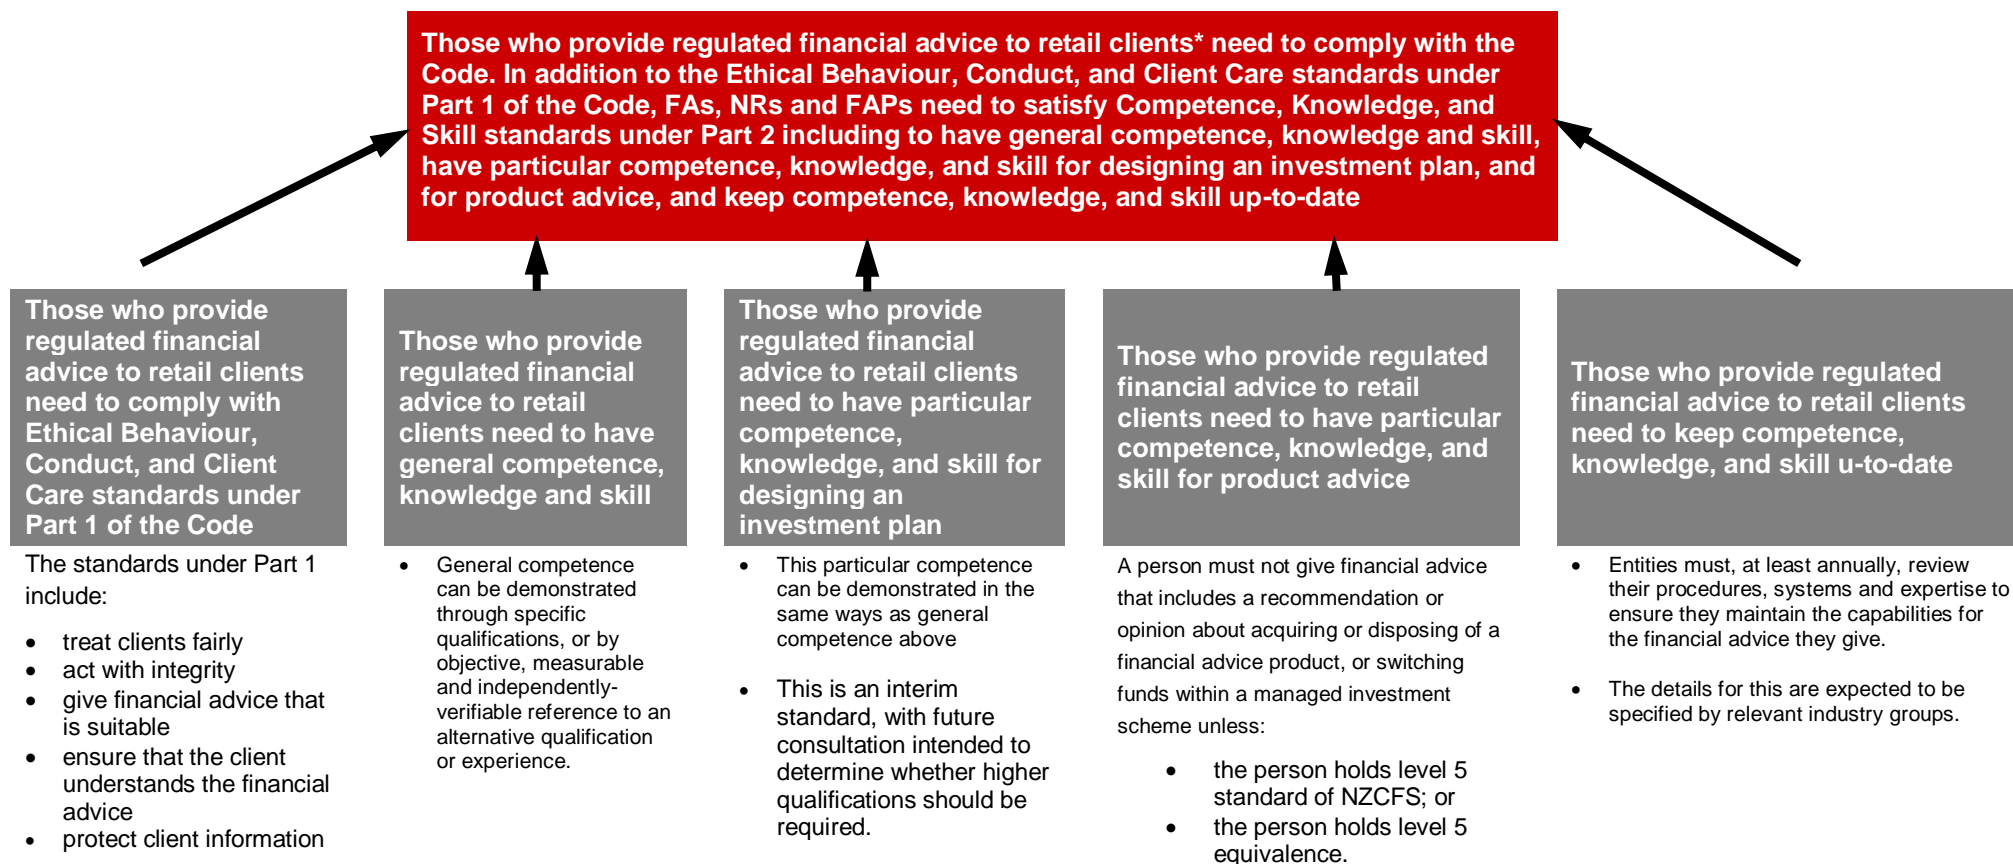 Those who provide regulated financial advice to retail clients* need to comply with the
Code. In addition to the Ethical Behaviour, Conduct, and Client Care standards under
Part 1 of the Code, FAs, NRs and FAPs need to satisfy Competence, Knowledge, and
Skill standards under Part 2 including to have general competence, knowledge and skill,
have particular competence, knowledge, and skill for designing an investment plan, and
for product advice, and keep competence, knowledge, and skill up-to-date
Those who provide
regulated financial
advice to retail clients
need to comply with
Ethical Behaviour,
Conduct, and Client
Care standards under
Part 1 of the Code
The standards under Part 1
include:
• treat clients fairly
• act with integrity
• give financial advice that
is suitable
• ensure that the client
understands the financial
advice
• protect client information
Those who provide
regulated financial
advice to retail
clients need to have
general competence,
knowledge and skill
• General competence
can be demonstrated
through specific
qualifications, or by
objective, measurable
and independently-
verifiable reference to an
alternative qualification
or experience.
Those who provide
regulated financial
advice to retail clients
need to have particular
competence,
knowledge, and skill for
designing an
investment plan
• This particular competence
can be demonstrated in the
same ways as general
competence above
• This is an interim
standard, with future
consultation intended to
determine whether higher
qualifications should be
required.
Those who provide regulated
financial advice to retail
clients need to have particular
competence, knowledge, and
skill for product advice
A person must not give financial advice
that includes a recommendation or
opinion about acquiring or disposing of a
financial advice product, or switching
funds within a managed investment
scheme unless:
• the person holds level 5
standard of NZCFS; or
• the person holds level 5
equivalence.
Those who provide regulated
financial advice to retail clients
need to keep competence,
knowledge, and skill u-to-date
• Entities must, at least annually, review
their procedures, systems and expertise to
ensure they maintain the capabilities for
the financial advice they give.
• The details for this are expected to be
specified by relevant industry groups.